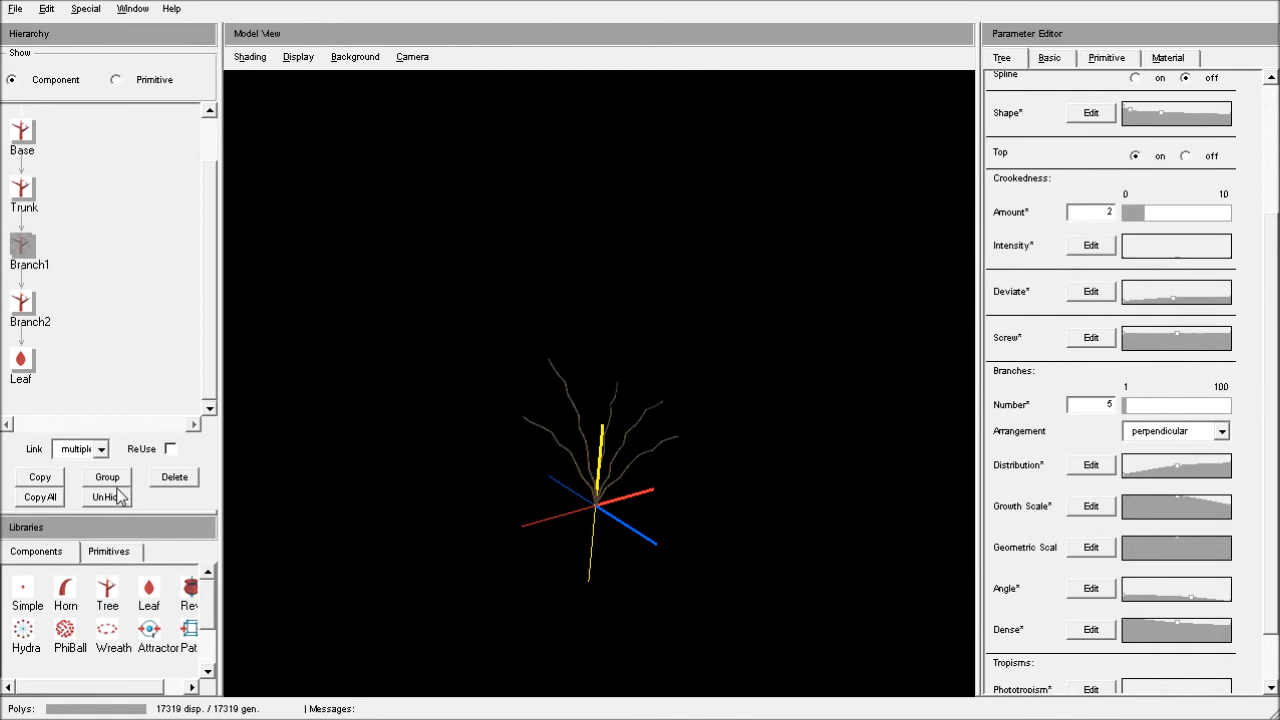 File Edit Special Window Help
Hierarchy
Show
Component Primitive
Base
Trunk
Branch1
Branch2
Leaf
Link multiple ReUse
Copy Group Delete
CopyAll
Libraries
Components Primitives
Simple Horn Tree Leaf
Hydra PhiBall Wreath Attractor
Polys: 17319 disp. / 17319 gen. | Messages:
Model View
Shading Display Background Camera
Parameter Editor
Tree Basic Primitive Material
Spline on off
Shape* Edit
Top on off
Crookedness:
0 10
Amount* 2
Intensity* Edit
Deviate* Edit
Screw* Edit
Branches:
1 100
Number* 5
Arrangement perpendicular
Distribution* Edit
Growth Scale* Edit
Geometric Scal Edit
Angle* Edit
Dense* Edit
Tropisms:
Phototropism* Edit